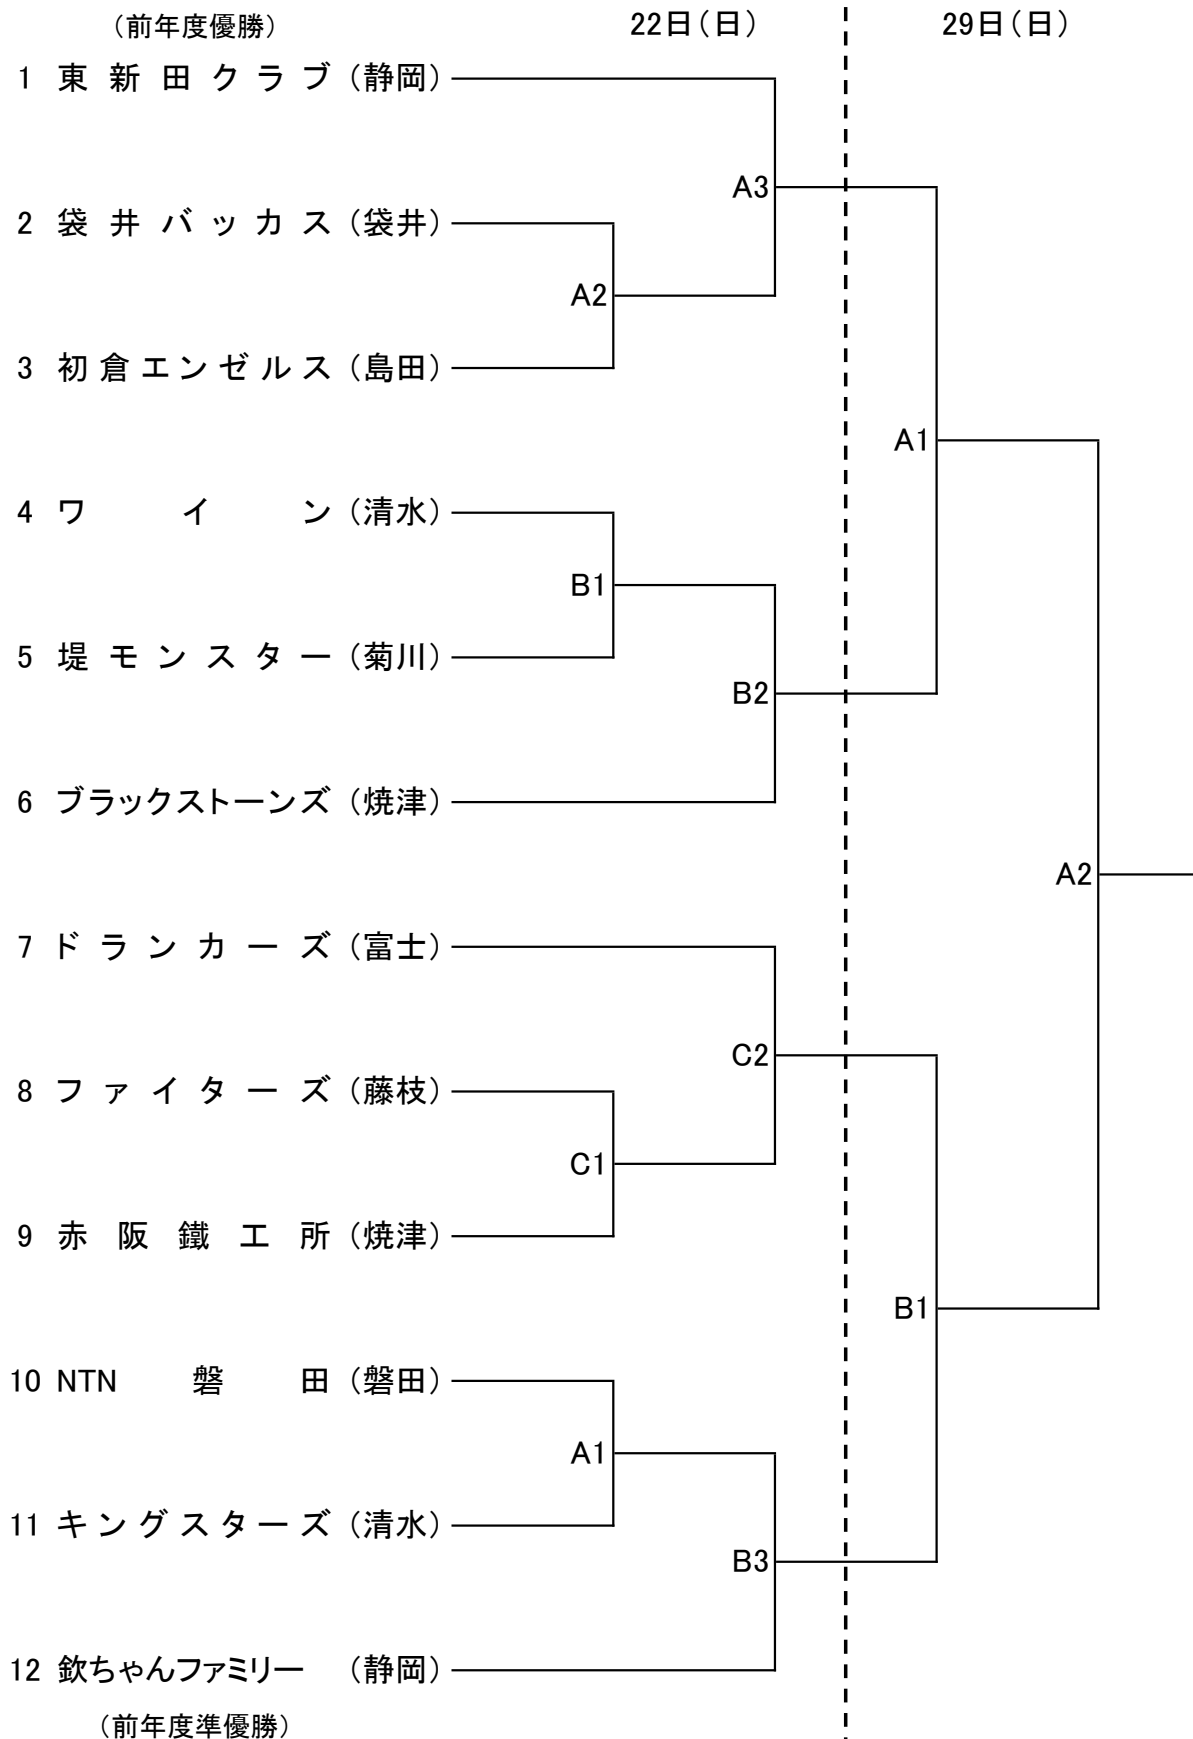 （前年度優勝） 22日（日） 29日（日）
1 東新田クラブ（静岡）
A3
2 袋井バッカス（袋井）
A2
3 初倉エンゼルス（島田）
A1
4 ワイン（清水）
B1
5 堤モンスター（菊川）
B2
6 ブラックストーンズ（焼津）
A2
7 ドランカーズ（富士）
C2
8 ファイターズ（藤枝）
C1
9 赤阪鐵工所（焼津）
B1
10 NTN磐田（磐田）
A1
11 キングスターズ（清水）
B3
12 欽ちゃんファミリー（静岡）
（前年度準優勝）